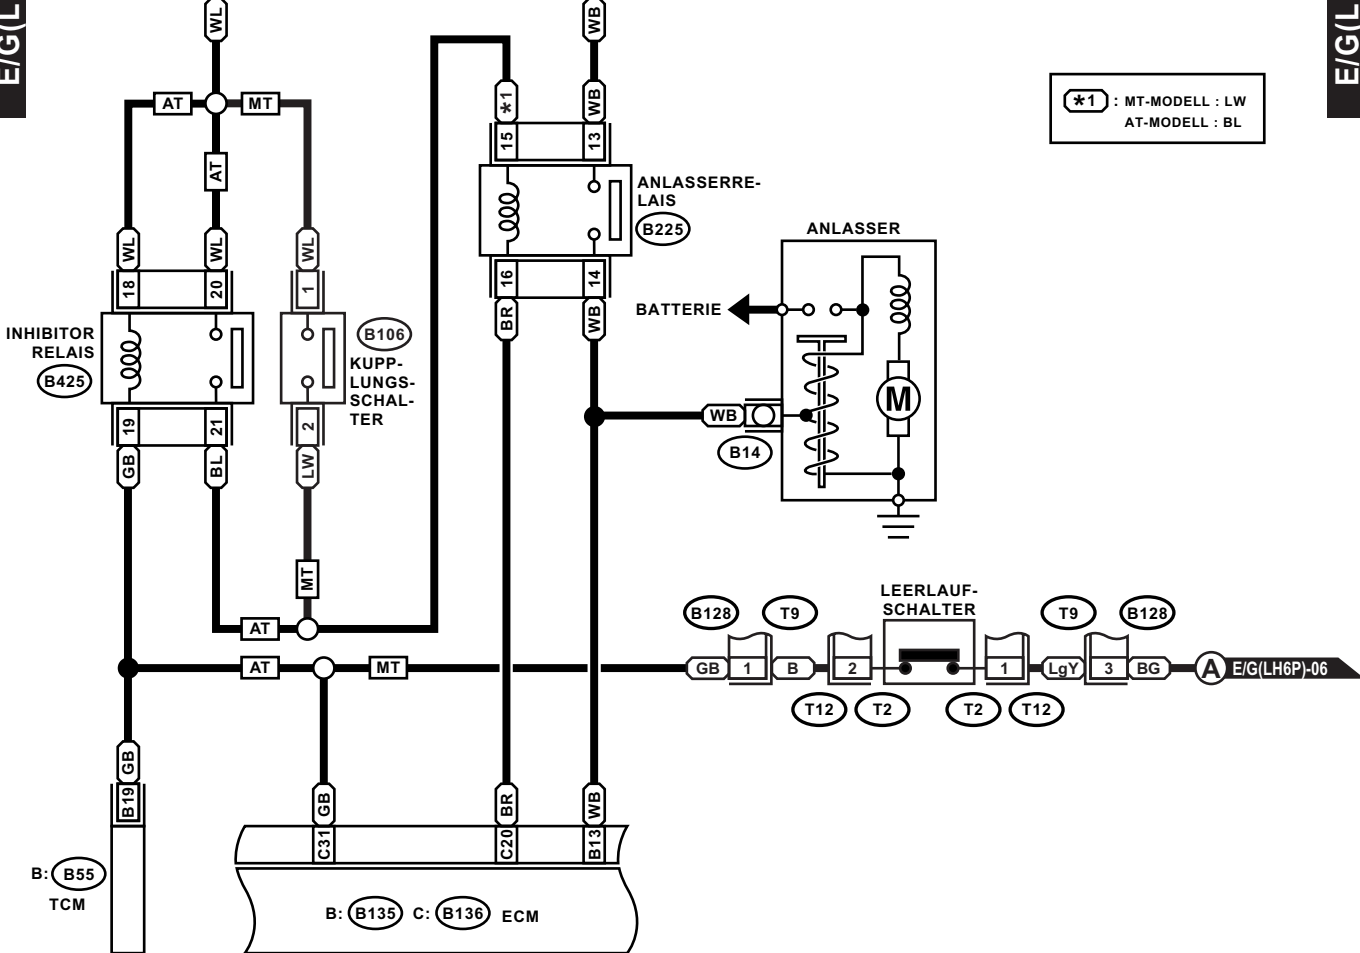 E/G(L
E/G(L
WL
WB
AT
MT
*1
WB
*1 : MT-MODELL : LW
AT-MODELL : BL
15
13
AT
ANLASSERRE-
LAIS
B225
ANLASSER
WL
WL
WL
18
20
1
16
14
BR
WB
BATTERIE
INHIBITOR
RELAIS
B425
B106
KUPP-
LUNGS-
SCHAL-
TER
M
19
21
2
WB
B14
GB
BL
LW
MT
AT
LEERLAUF-
SCHALTER
B128
T9
T9
B128
AT
MT
GB
1
B
2
1
LgY
3
BG
A
E/G(LH6P)-06
T12
T2
T2
T12
GB
B19
GB
BR
WB
C31
C20
B13
B: B55
TCM
B: B135 C: B136 ECM